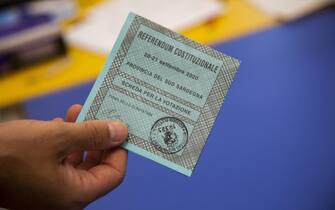 REFERENDUM COSTITUZIONALE
20-21 settembre 2020
PROVINCIA DEL SUD SARDEGNA
SCHEDA PER LA VOTAZIONE